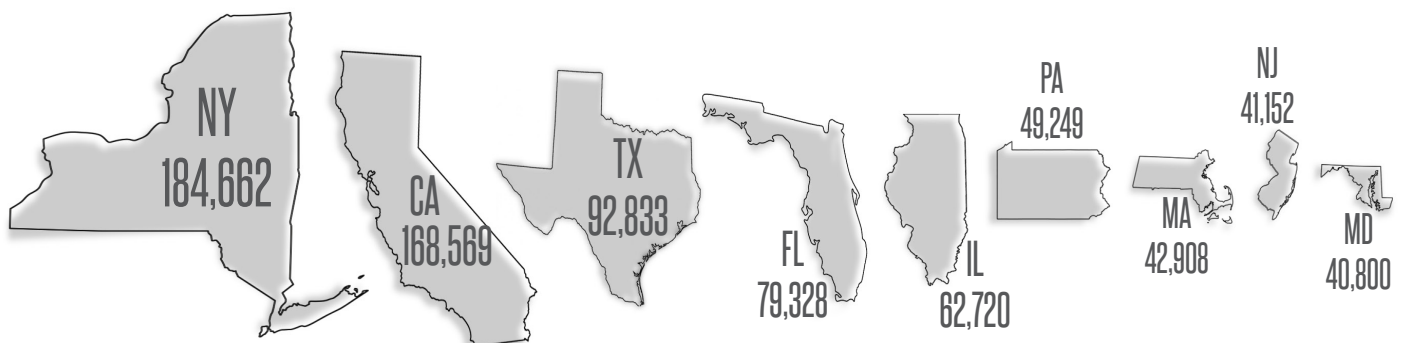 NY
184,662
CA
168,569
TX
92,833
FL
79,328
IL
62,720
PA
49,249
MA
42,908
NJ
41,152
MD
40,800